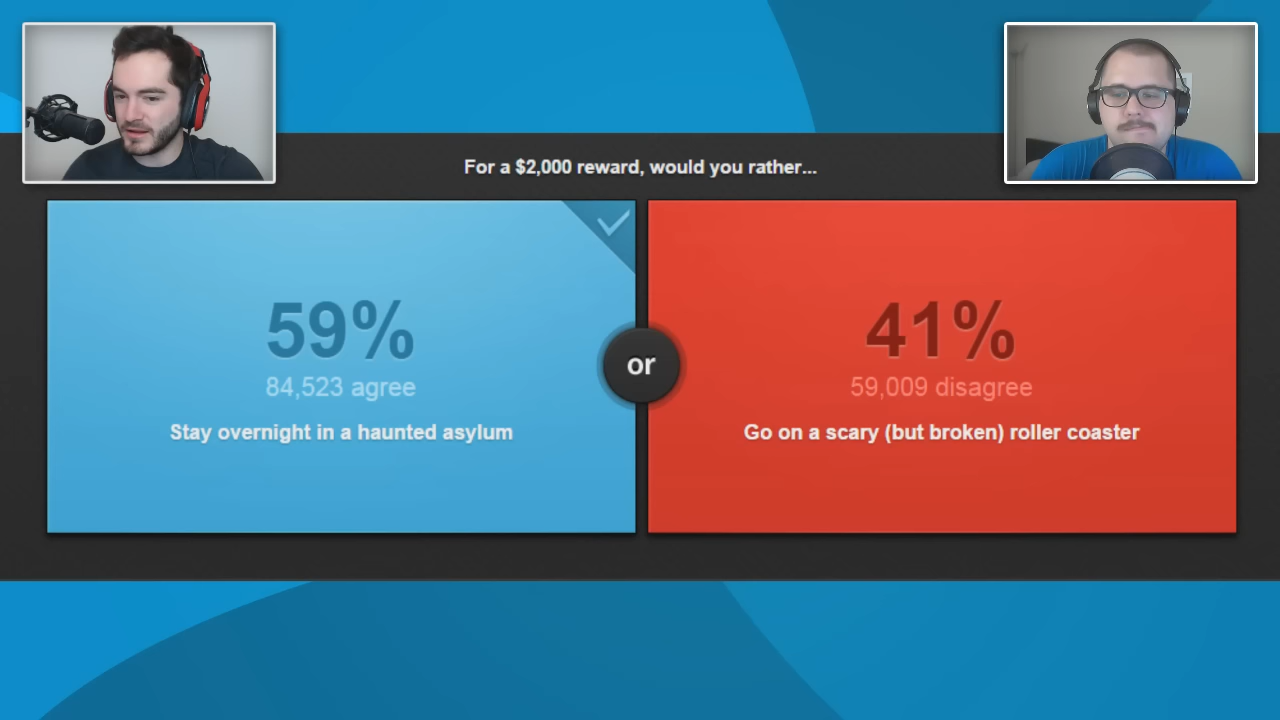 For a $2,000 reward, would you rather...
59%
84,523 agree
Stay overnight in a haunted asylum
or
41%
59,009 disagree
Go on a scary (but broken) roller coaster